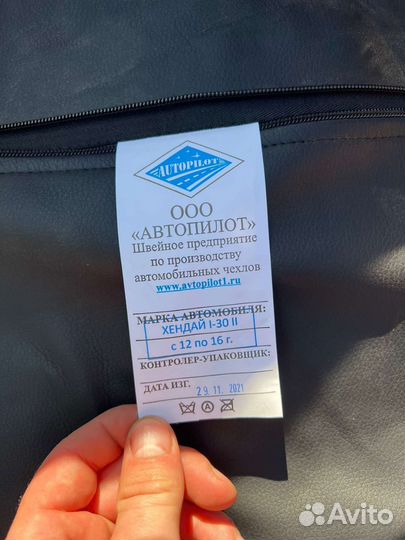 AUTOPILOT
ООО
«АВТОПИЛОТ»
Швейное предприятие
по производству
автомобильных чехлов
www.avtopilot1.ru
МАРКА АВТОМОБИЛЯ:
ХЕНДАЙ I-30 II
с 12 по 16 г.
КОНТРОЛЕР-УПАКОВЩИК:
ДАТА ИЗГ. 29.11.2021
A
Avito